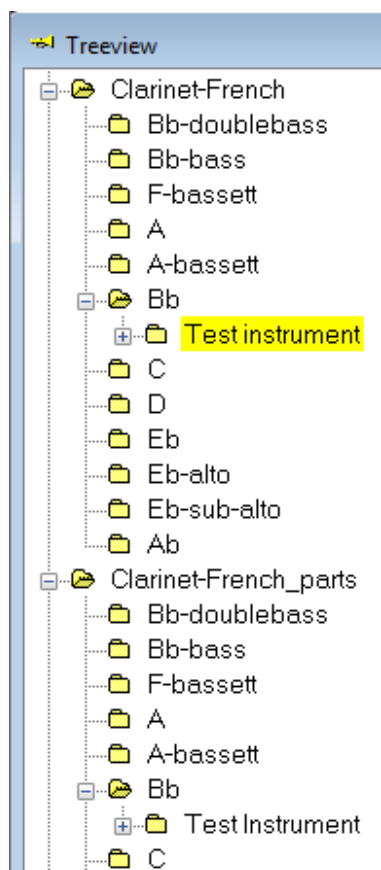 Treeview
Clarinet-French
Bb-doublebass
Bb-bass
F-bassett
A
A-bassett
Bb
Test instrument
C
D
Eb
Eb-alto
Eb-sub-alto
Ab
Clarinet-French_parts
Bb-doublebass
Bb-bass
F-bassett
A
A-bassett
Bb
Test Instrument
C